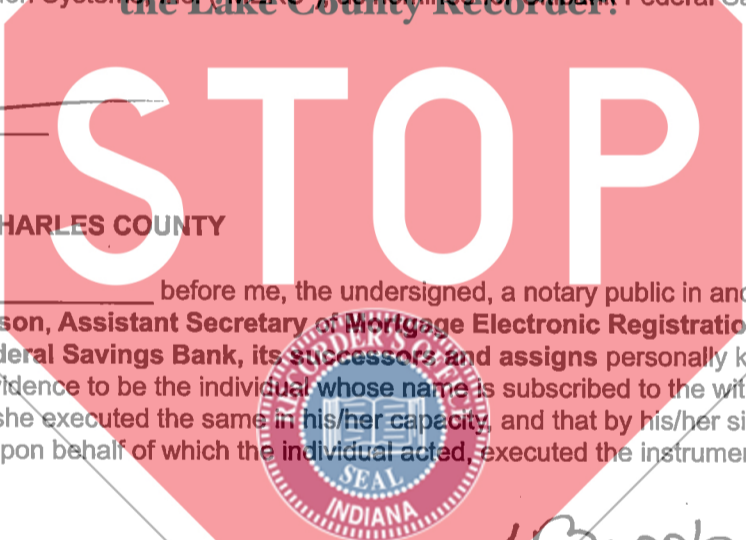 the Lake County Recorder!
STOP
HARLES COUNTY
before me, the undersigned, a notary public in and
son, Assistant Secretary of Mortgage Electronic Registratio
deral Savings Bank, its successors and assigns personally k
idence to be the individual whose name is subscribed to the wit
she executed the same in his/her capacity, and that by his/her si
pon behalf of which the individual acted, executed the instrumen
RECORDER'S OFFICE
SEAL
INDIANA